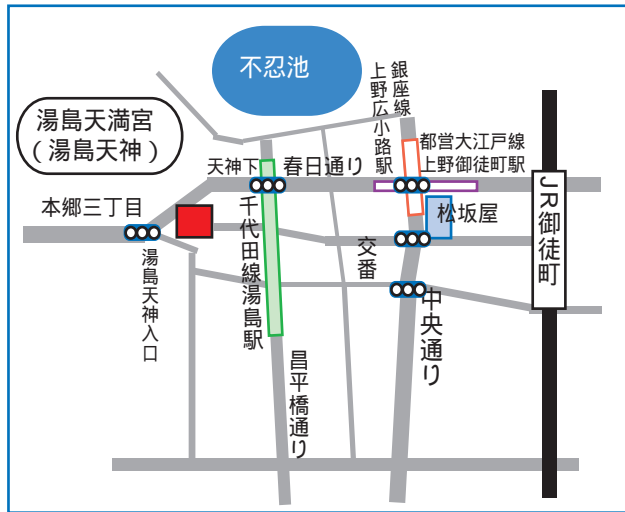 不忍池
銀座線
上野広小路駅
湯島天満宮
(湯島天神)
都営大江戸線
上野御徒町駅
天神下
春日通り
JR御徒町
本郷三丁目
松坂屋
千代田線湯島駅
交番
湯島天神入口
中央通り
昌平橋通り